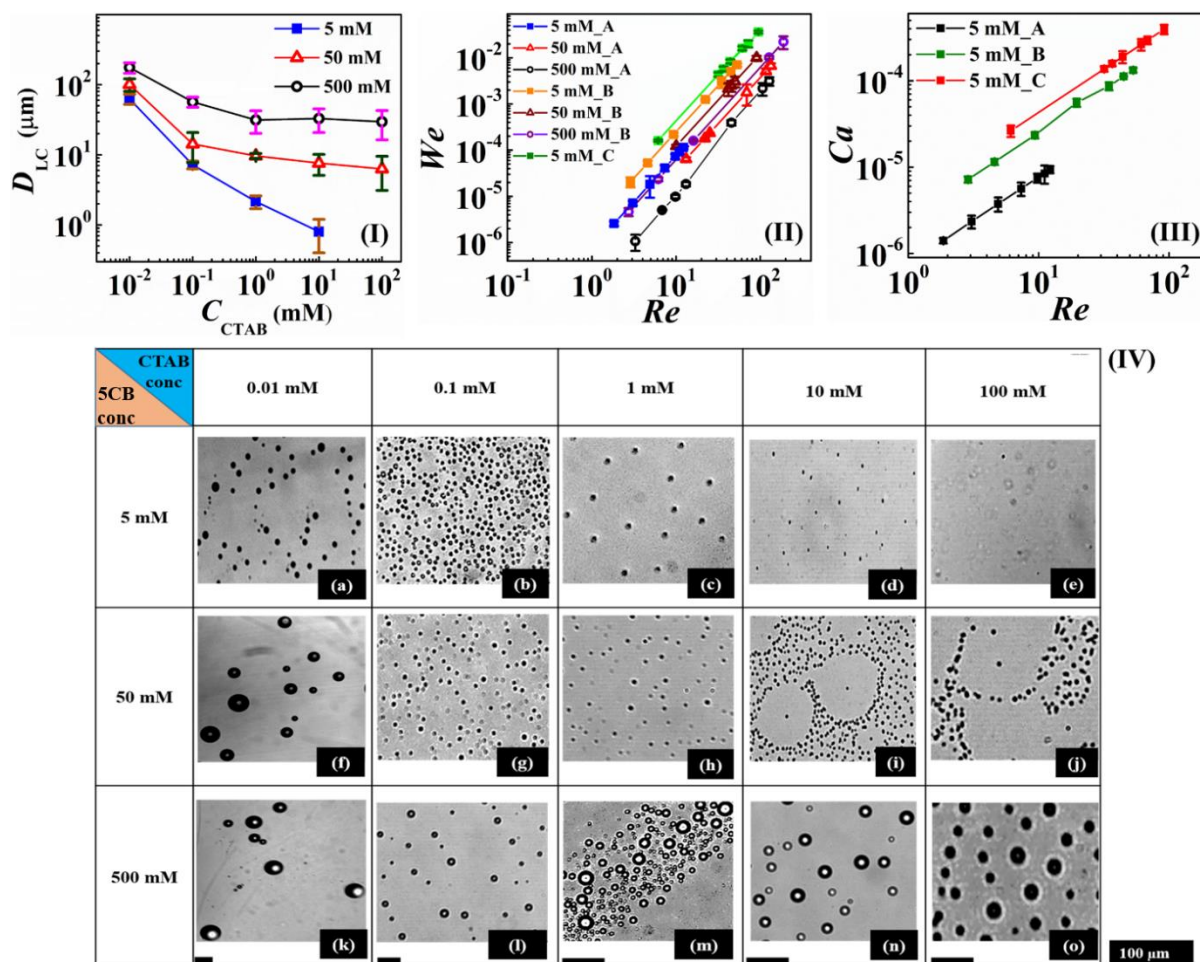 5 mM
50 mM
500 mM
D_LC (μm)
10^2
10^1
10^0
10^-2 10^-1 10^0 10^1 10^2
C_CTAB (mM)
(I)
5 mM_A
50 mM_A
500 mM_A
5 mM_B
50 mM_B
500 mM_B
5 mM_C
We
10^-2
10^-3
10^-4
10^-5
10^-6
10^-1 10^0 10^1 10^2
Re
(II)
5 mM_A
5 mM_B
5 mM_C
Ca
10^-4
10^-5
10^-6
10^0 10^1 10^2
Re
(III)
(IV)
CTAB conc
5CB conc
0.01 mM 0.1 mM 1 mM 10 mM 100 mM
5 mM
(a) (b) (c) (d) (e)
50 mM
(f) (g) (h) (i) (j)
500 mM
(k) (l) (m) (n) (o)
100 μm